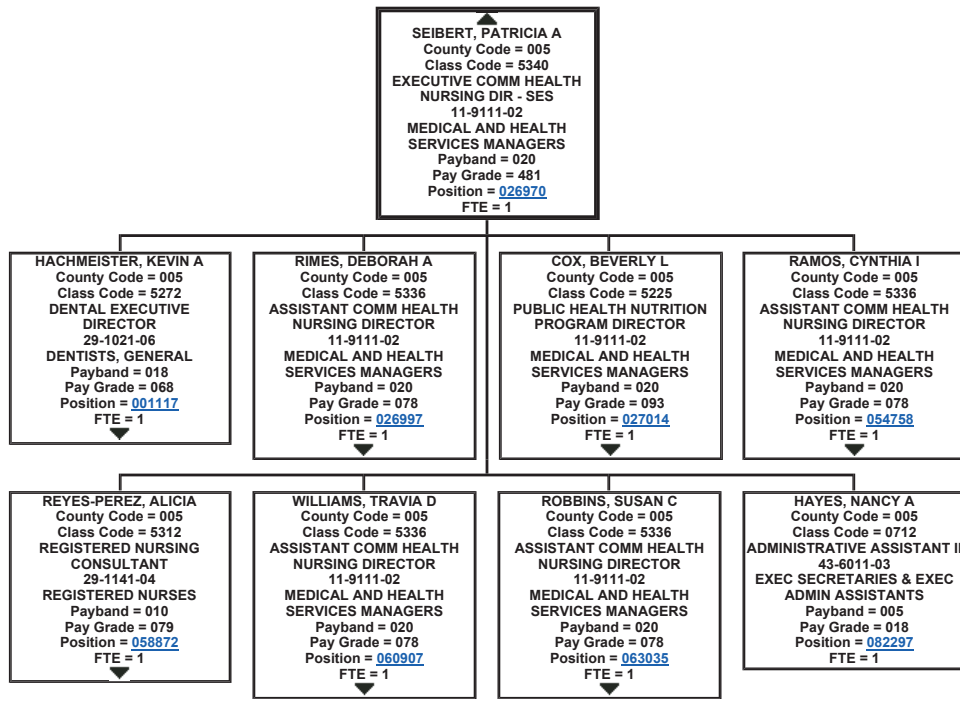 SEIBERT, PATRICIA A
County Code = 005
Class Code = 5340
EXECUTIVE COMM HEALTH
NURSING DIR - SES
11-9111-02
MEDICAL AND HEALTH
SERVICES MANAGERS
Payband = 020
Pay Grade = 481
Position = 026970
FTE = 1
HACHMEISTER, KEVIN A
County Code = 005
Class Code = 5272
DENTAL EXECUTIVE
DIRECTOR
29-1021-06
DENTISTS, GENERAL
Payband = 018
Pay Grade = 068
Position = 001117
FTE = 1
RIMES, DEBORAH A
County Code = 005
Class Code = 5336
ASSISTANT COMM HEALTH
NURSING DIRECTOR
11-9111-02
MEDICAL AND HEALTH
SERVICES MANAGERS
Payband = 020
Pay Grade = 078
Position = 026997
FTE = 1
COX, BEVERLY L
County Code = 005
Class Code = 5225
PUBLIC HEALTH NUTRITION
PROGRAM DIRECTOR
11-9111-02
MEDICAL AND HEALTH
SERVICES MANAGERS
Payband = 020
Pay Grade = 093
Position = 027014
FTE = 1
RAMOS, CYNTHIA I
County Code = 005
Class Code = 5336
ASSISTANT COMM HEALTH
NURSING DIRECTOR
11-9111-02
MEDICAL AND HEALTH
SERVICES MANAGERS
Payband = 020
Pay Grade = 078
Position = 054758
FTE = 1
REYES-PEREZ, ALICIA
County Code = 005
Class Code = 5312
REGISTERED NURSING
CONSULTANT
29-1141-04
REGISTERED NURSES
Payband = 010
Pay Grade = 079
Position = 058872
FTE = 1
WILLIAMS, TRAVIA D
County Code = 005
Class Code = 5336
ASSISTANT COMM HEALTH
NURSING DIRECTOR
11-9111-02
MEDICAL AND HEALTH
SERVICES MANAGERS
Payband = 020
Pay Grade = 078
Position = 060907
FTE = 1
ROBBINS, SUSAN C
County Code = 005
Class Code = 5336
ASSISTANT COMM HEALTH
NURSING DIRECTOR
11-9111-02
MEDICAL AND HEALTH
SERVICES MANAGERS
Payband = 020
Pay Grade = 078
Position = 063035
FTE = 1
HAYES, NANCY A
County Code = 005
Class Code = 0712
ADMINISTRATIVE ASSISTANT
43-6011-03
EXEC SECRETARIES & EXEC
ADMIN ASSISTANTS
Payband = 005
Pay Grade = 018
Position = 082297
FTE = 1